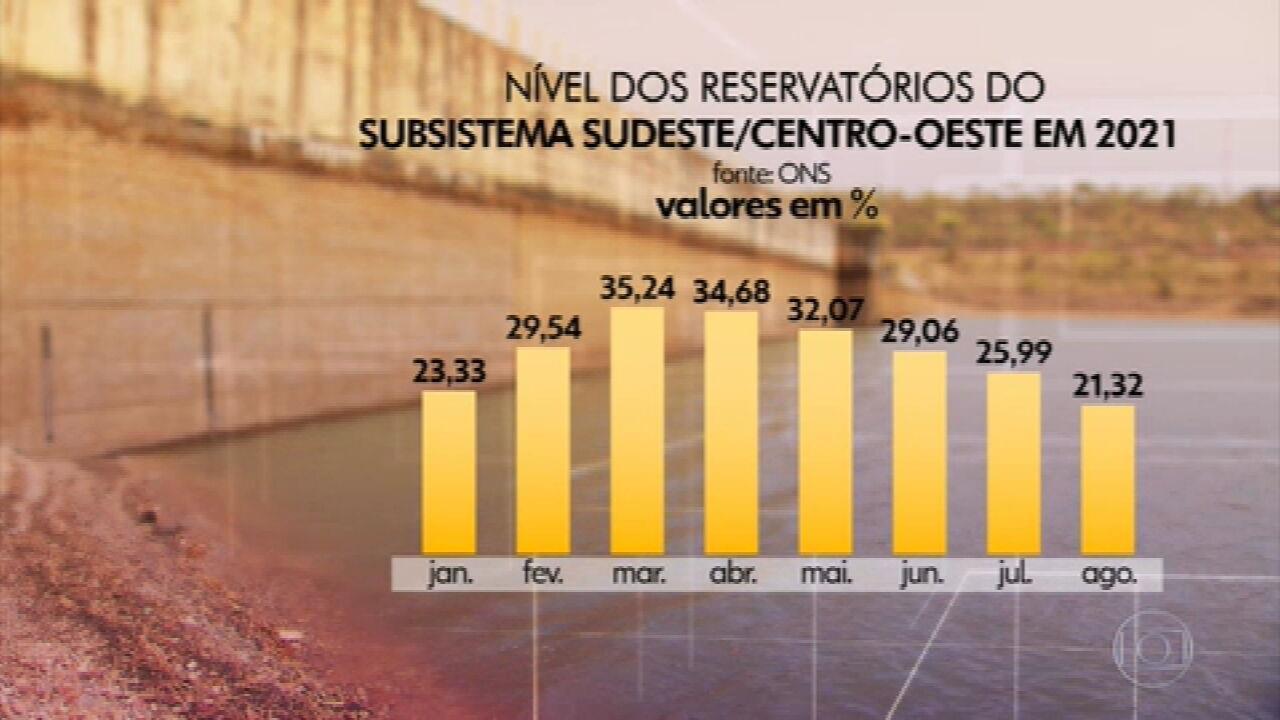 NÍVEL DOS RESERVATÓRIOS DO
SUBSISTEMA SUDESTE/CENTRO-OESTE EM 2021
fonte: ONS
valores em %
23,33 29,54 35,24 34,68 32,07 29,06 25,99 21,32
jan. fev. mar. abr. mai. jun. jul. ago.